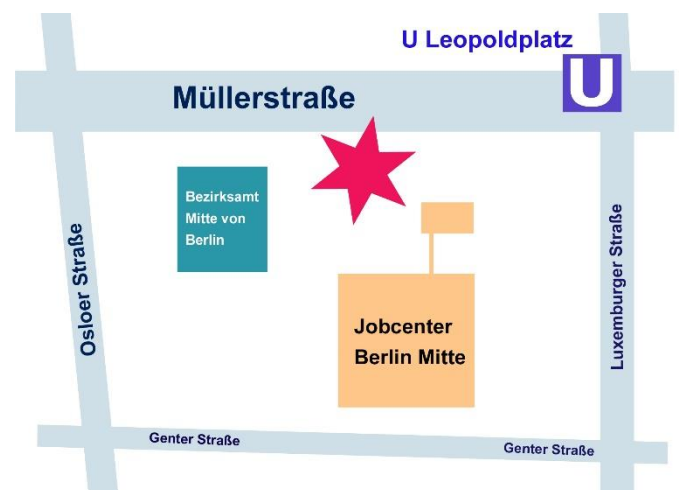 U Leopoldplatz
U
Müllerstraße
Bezirksamt
Mitte von
Berlin
Osloer Straße
Luxemburger Straße
Jobcenter
Berlin Mitte
Genter Straße
Genter Straße